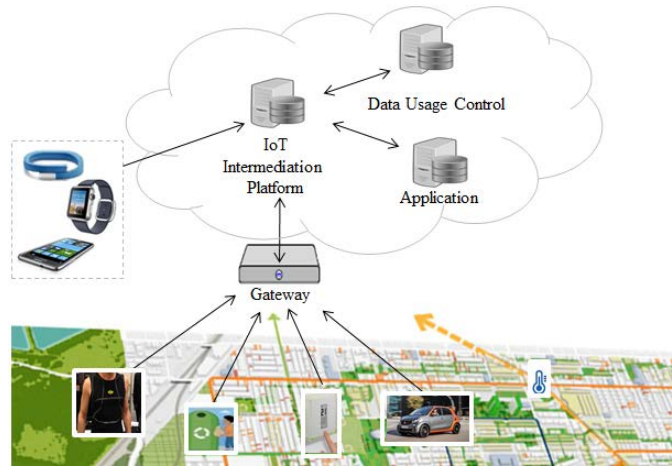 Data Usage Control
IoT
Intermediation
Platform
Application
Gateway